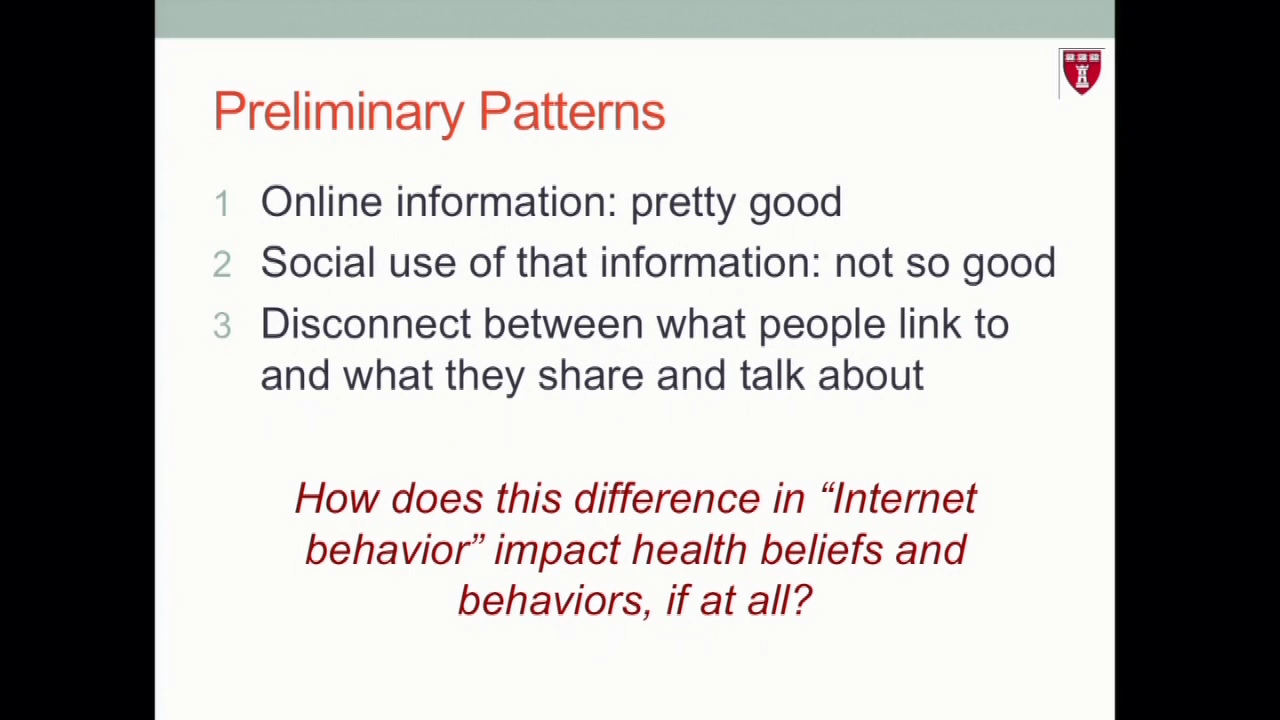 Preliminary Patterns
1 Online information: pretty good
2 Social use of that information: not so good
3 Disconnect between what people link to
and what they share and talk about
How does this difference in “Internet
behavior” impact health beliefs and
behaviors, if at all?